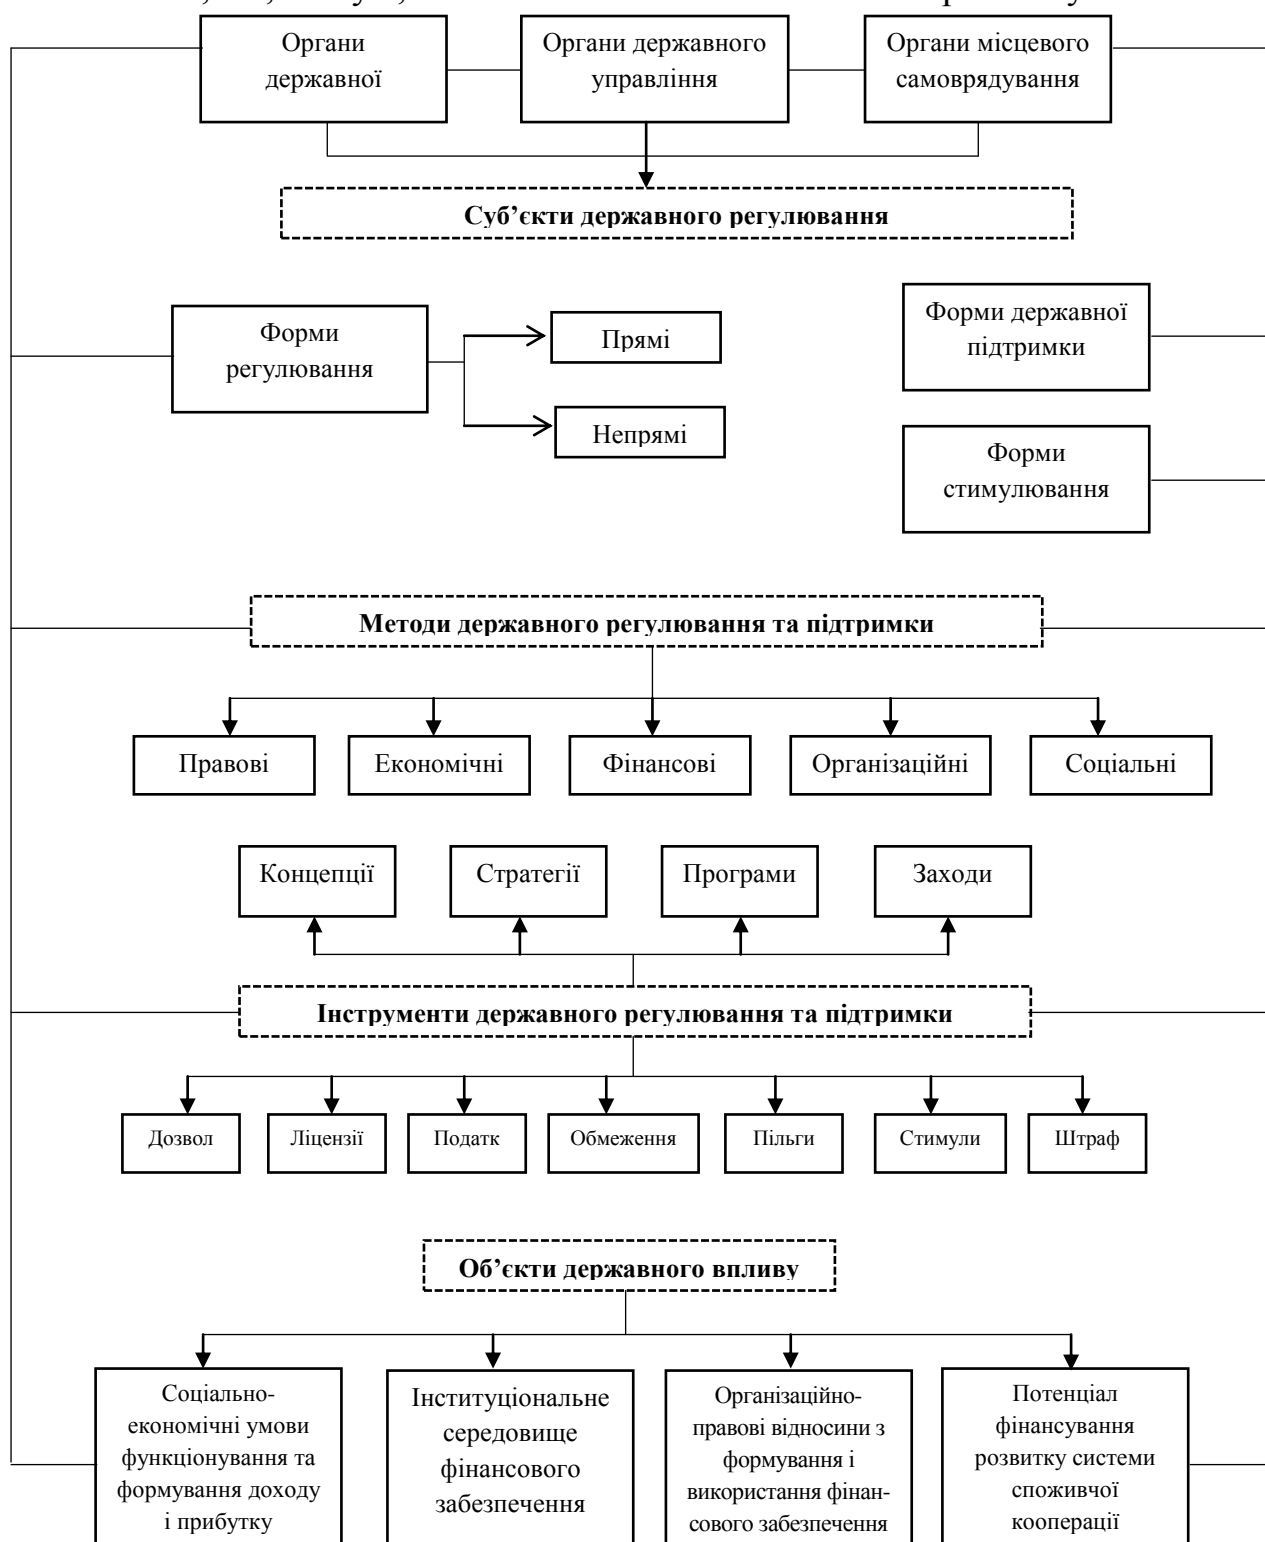 Органи
державної
Органи державного
управління
Органи місцевого
самоврядування
Суб’єкти державного регулювання
Форми
регулювання
Прямі
Непрямі
Форми державної
підтримки
Форми
стимулювання
Методи державного регулювання та підтримки
Правові
Економічні
Фінансові
Організаційні
Соціальні
Концепції
Стратегії
Програми
Заходи
Інструменти державного регулювання та підтримки
Дозвол
Ліцензії
Податк
Обмеження
Пільги
Стимули
Штраф
Об’єкти державного впливу
Соціально-
економічні умови
функціонування та
формування доходу
і прибутку
Інституціональне
середовище
фінансового
забезпечення
Організаційно-
правові відносини з
формування і
використання фінан-
сового забезпечення
Потенціал
фінансування
розвитку системи
споживчої
кооперації